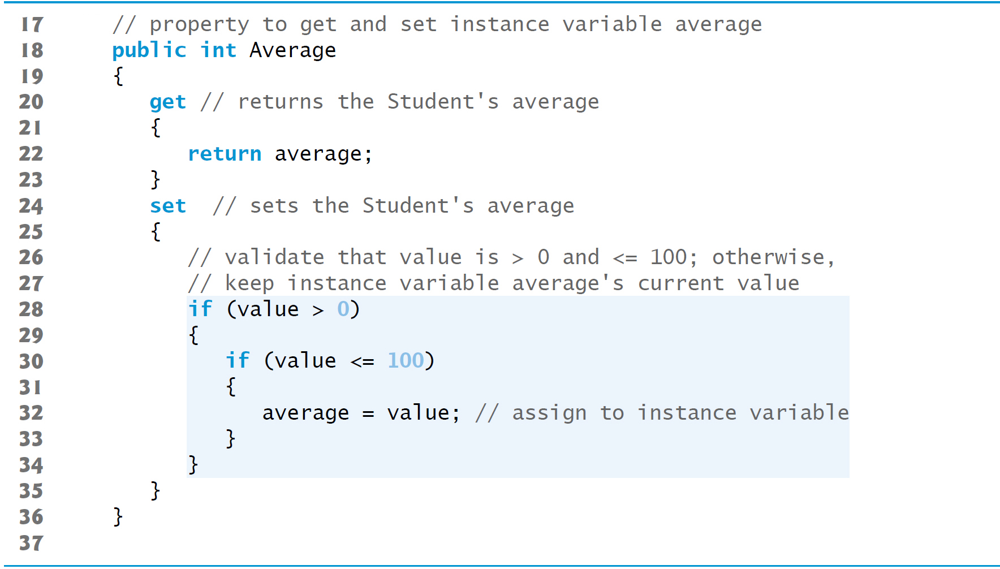 17 // property to get and set instance variable average
18 public int Average
19 {
20 get // returns the Student's average
21 {
22 return average;
23 }
24 set // sets the Student's average
25 {
26 // validate that value is > 0 and <= 100; otherwise,
27 // keep instance variable average's current value
28 if (value > 0)
29 {
30 if (value <= 100)
31 {
32 average = value; // assign to instance variable
33 }
34 }
35 }
36 }
37